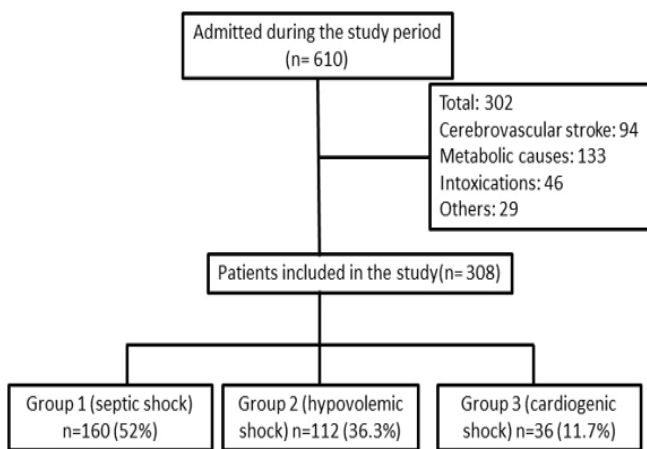 Admitted during the study period
(n= 610)
Total: 302
Cerebrovascular stroke: 94
Metabolic causes: 133
Intoxications: 46
Others: 29
Patients included in the study(n= 308)
Group 1 (septic shock)
n=160 (52%)
Group 2 (hypovolemic
shock) n=112 (36.3%)
Group 3 (cardiogenic
shock) n=36 (11.7%)